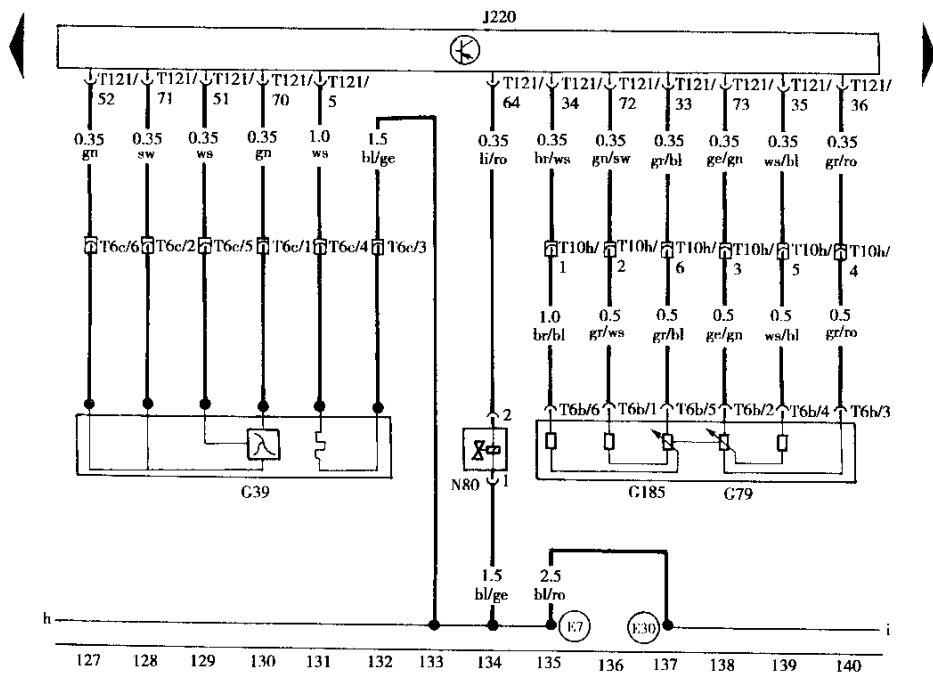 J220
T121/ T121/ T121/ T121/ T121/ T121/ T121/ T121/ T121/ T121/ T121/ T121/
52 71 51 70 5 64 34 72 33 73 35 36
0.35 0.35 0.35 0.35 1.0 1.5 0.35 0.35 0.35 0.35 0.35 0.35 0.35
gn sw ws gn ws bl/ge li/ro br/ws gn/sw gr/bl ge/gn ws/bl gr/ro
T6c/6 T6c/2 T6c/5 T6c/1 T6c/4 T6c/3 T10h/ T10h/ T10h/ T10h/ T10h/ T10h/
1 2 6 3 5 4
1.0 0.5 0.5 0.5 0.5 0.5
br/bl gr/ws gr/bl ge/gn ws/bl gr/ro
2 T6b/6 T6b/1 T6b/5 T6b/2 T6b/4 T6b/3
N80 1
G39 G185 G79
1.5 2.5
bl/ge bl/ro
h E7 E30 i
127 128 129 130 131 132 133 134 135 136 137 138 139 140